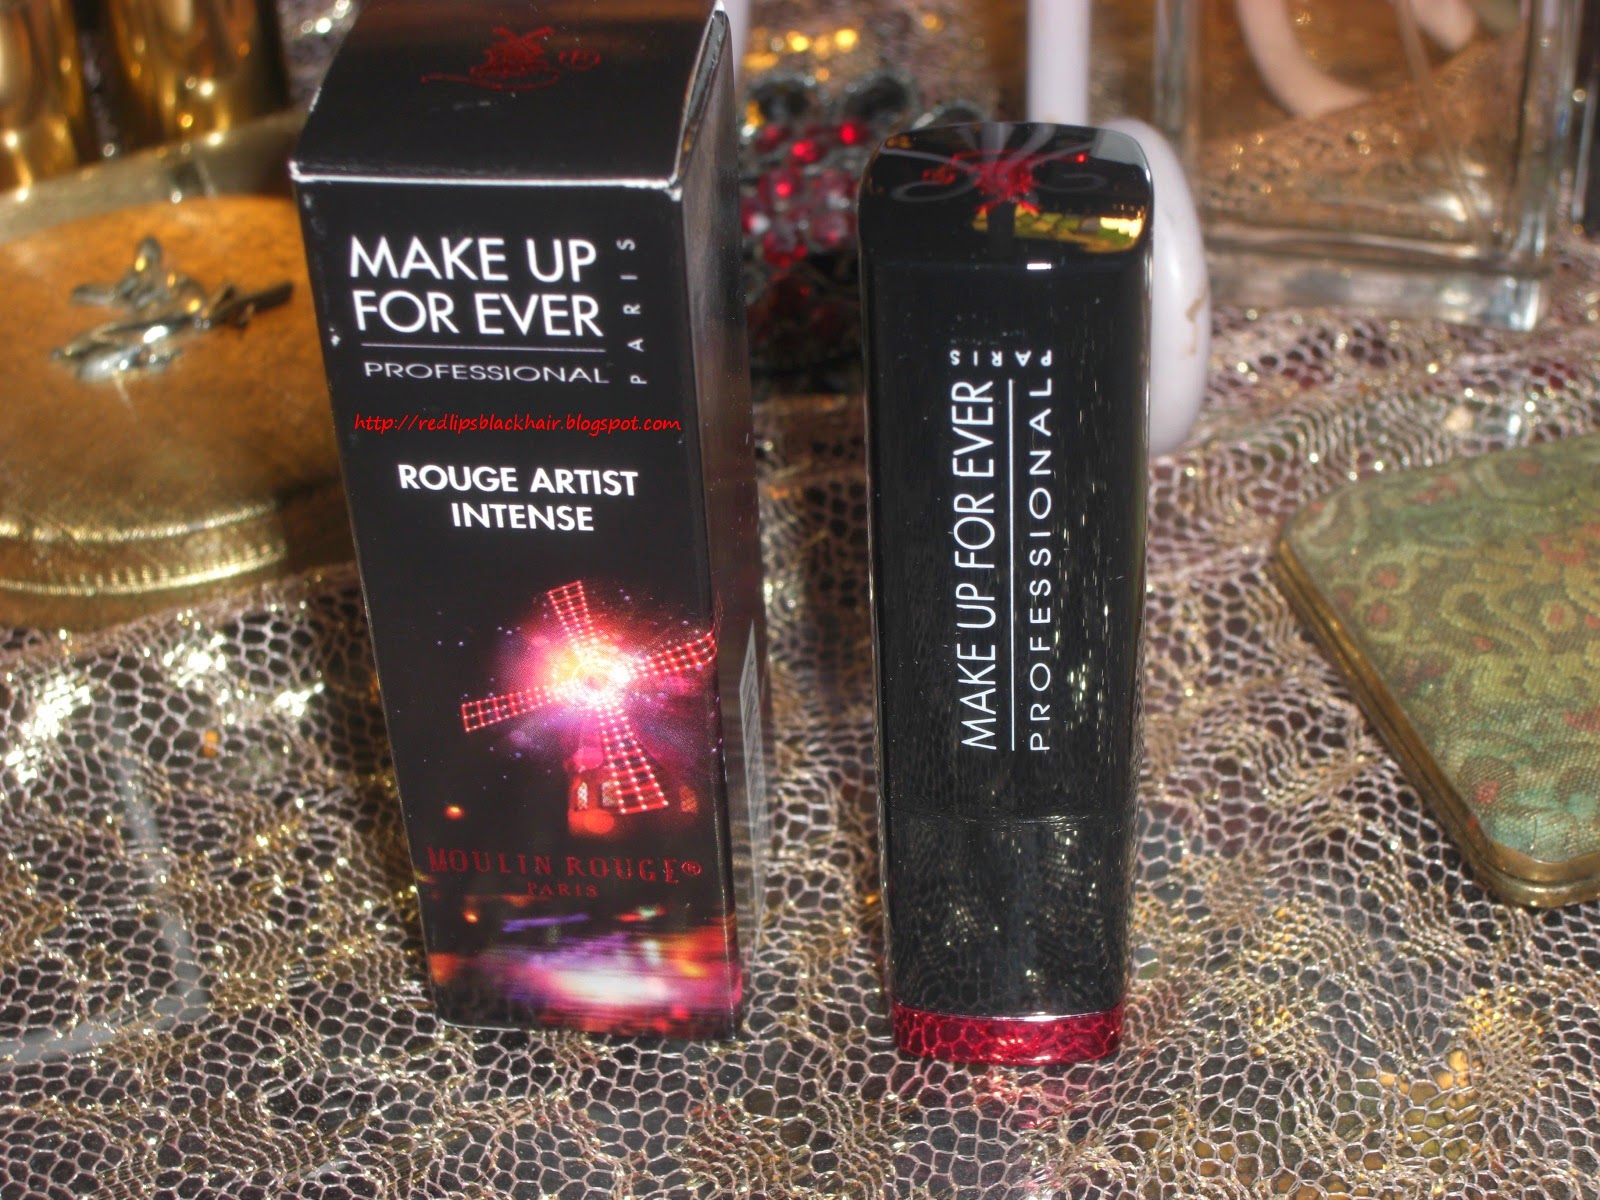 MAKE UP
FOR EVER
PARIS
PROFESSIONAL
http://redlipsblackhair.blogspot.com
ROUGE ARTIST
INTENSE
MOULIN ROUGE®
PARIS
MAKE UP FOR EVER
PROFESSIONAL
PARIS